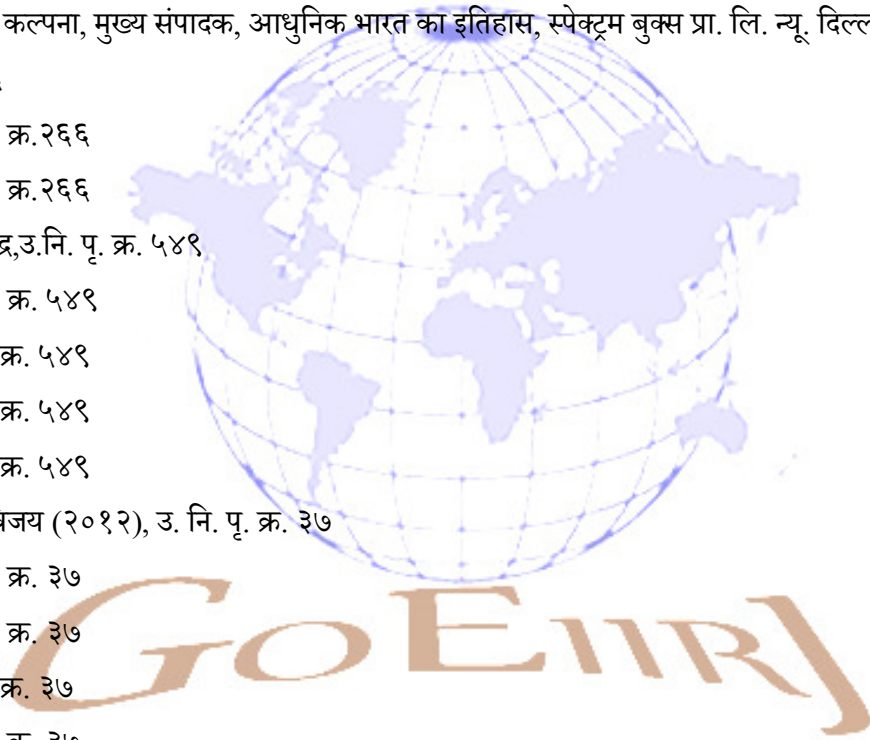 कल्पना, मुख्य संपादक, आधुनिक भारत का इतिहास, स्पेक्ट्रम बुक्स प्रा. लि. न्यू.
क्र.२६६
क्र.२६६
उ.नि. पृ. क्र. ५४९
क्र. ५४९
क्र. ५४९
क्र. ५४९
क्र. ५४९
(२०१२), उ. नि. पृ. क्र. ३७
क्र. ३७
क्र. ३७
क्र. ३७
GOEIIRJ